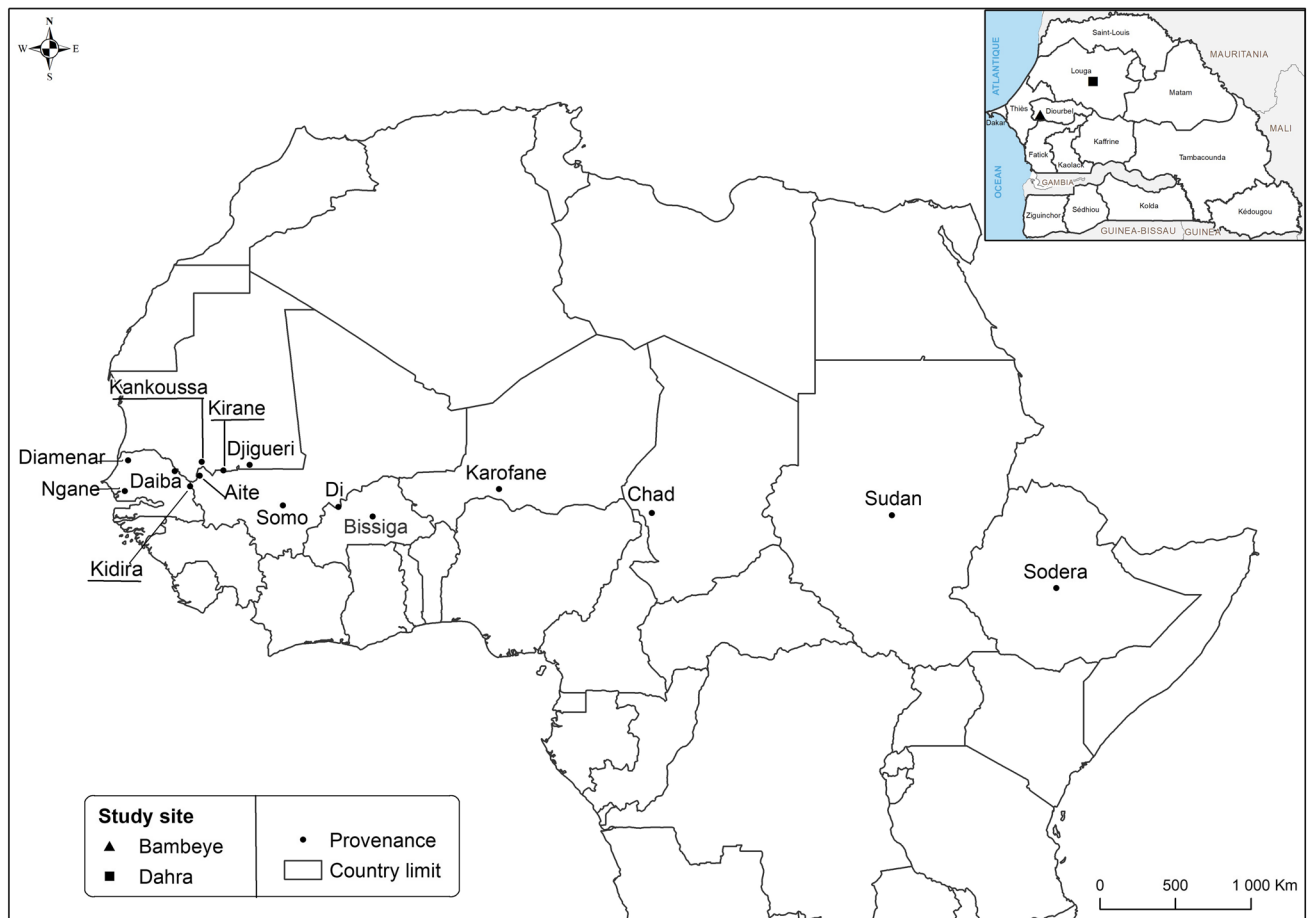 N
W
E
S
Saint-Louis
MAURITANIA
ATLANTIQUE
Louga
Matam
Thiès
Diourbel
Dakar
MALI
Kaffrine
Fatick
Kaolack
Tambacounda
OCEAN
GAMBIA
Ziguinchor
Sédhiou
Kolda
Kédougou
GUINEA-BISSAU
GUINEA
Kankoussa
Kirane
Djigueri
Diamenar
Daiba
Ngane
Aite
Somo
Di
Bissiga
Karofane
Chad
Sudan
Kidira
Sodera
Study site
Bambeye
Dahra
Provenance
Country limit
0 500 1 000 Km